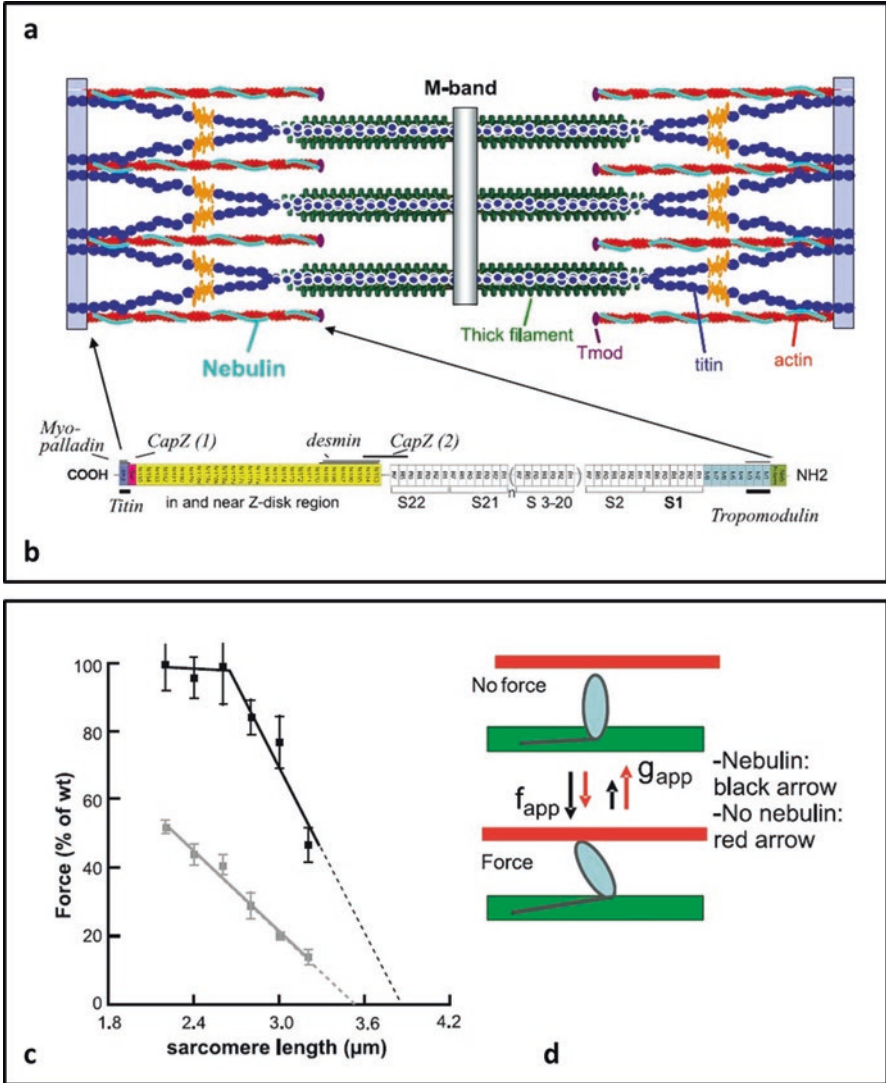 a
M-band
Thick filament
Tmod
titin
actin
Nebulin
Myo-
palladin
CapZ (1)
desmin
CapZ (2)
COOH
NH2
Titin
in and near Z-disk region
S22
S21
n
S 3-20
S2
S1
Tropomodulin
b
100
80
60
40
20
0
Force (% of wt)
1.8
2.4
3.0
3.6
4.2
sarcomere length (µm)
c
No force
f app
g app
-Nebulin:
black arrow
-No nebulin:
red arrow
Force
d